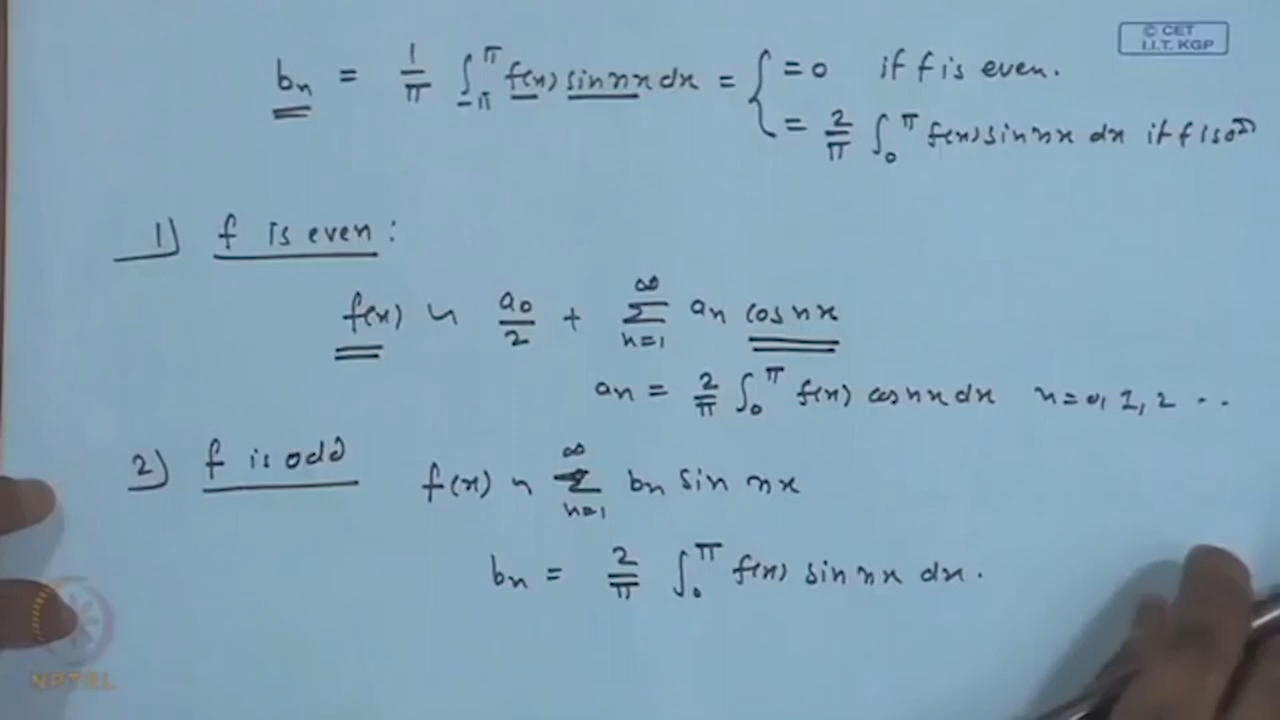 © CET
I.I.T. KGP
bn = 1/π ∫_{-π}^{π} f(x) sin nx dx = { = 0 if f is even.
= 2/π ∫_0^π f(x) sin nx dx if f is odd
1) f is even:
f(x) ~ a0/2 + Σ_{n=1}^{∞} an cos nx
an = 2/π ∫_0^π f(x) cos nx dx n=0, 1, 2 ..
2) f is odd f(x) ~ Σ_{n=1}^{∞} bn sin nx
bn = 2/π ∫_0^π f(x) sin nx dx.
NPTEL